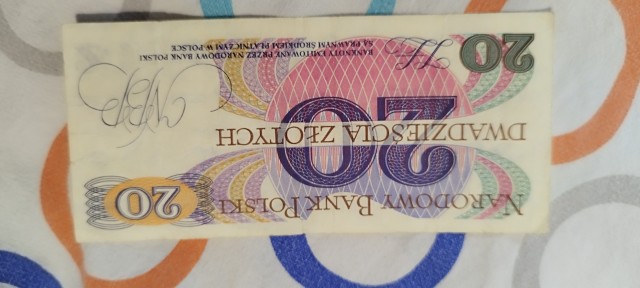 NARODOWY BANK POLSKI
20
20
DWADZIEŚCIA ZŁOTYCH
NBP
20
BANKNOTY EMITOWANE PRZEZ NARODOWY BANK POLSKI
SĄ PRAWNYM ŚRODKIEM PŁATNICZYM W POLSCE